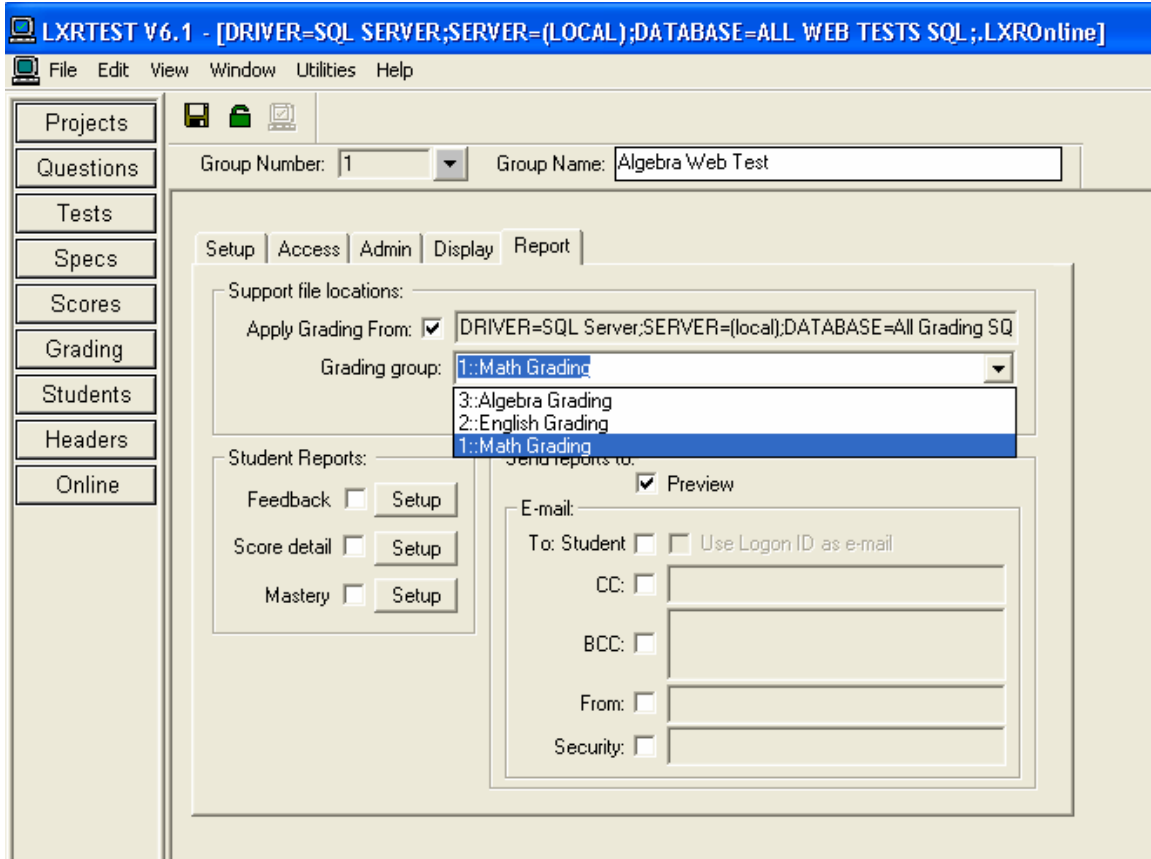 LXRTEST V6.1 - [DRIVER=SQL SERVER;SERVER=(LOCAL);DATABASE=ALL WEB TESTS SQL;.LXROnline]
File Edit View Window Utilities Help
Projects
Questions
Tests
Specs
Scores
Grading
Students
Headers
Online
Group Number: 1 Group Name: Algebra Web Test
Setup Access Admin Display Report
Support file locations:
Apply Grading From: DRIVER=SQL Server;SERVER=(local);DATABASE=All Grading SQ
Grading group: 1::Math Grading
3::Algebra Grading
2::English Grading
1::Math Grading
Student Reports:
Feedback Setup
Score detail Setup
Mastery Setup
Send reports to:
Preview
E-mail:
To: Student Use Logon ID as e-mail
CC:
BCC:
From:
Security: